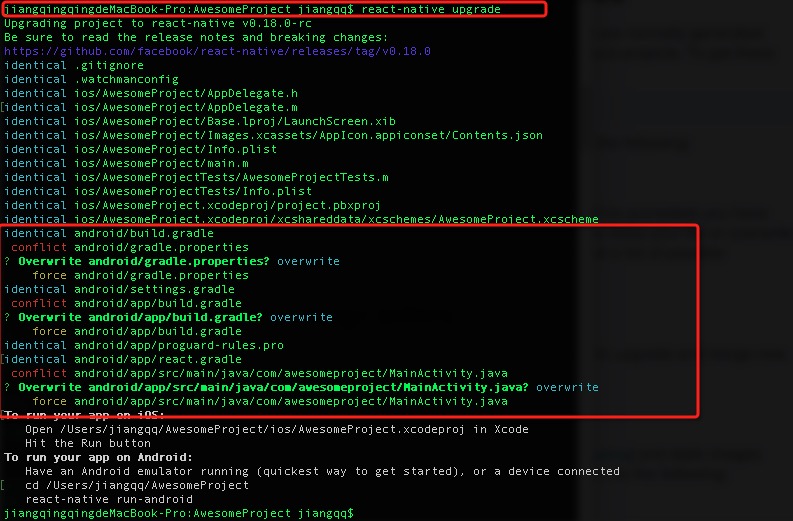 jiangqingqingdeMacBook-Pro:AwesomeProject jiangqq$ react-native upgrade
Upgrading project to react-native v0.18.0-rc
Be sure to read the release notes and breaking changes:
https://github.com/facebook/react-native/releases/tag/v0.18.0
identical .gitignore
identical .watchmanconfig
identical ios/AwesomeProject/AppDelegate.h
identical ios/AwesomeProject/AppDelegate.m
identical ios/AwesomeProject/Base.lproj/LaunchScreen.xib
identical ios/AwesomeProject/Images.xcassets/AppIcon.appiconset/Contents.json
identical ios/AwesomeProject/Info.plist
identical ios/AwesomeProject/main.m
identical ios/AwesomeProjectTests/AwesomeProjectTests.m
identical ios/AwesomeProjectTests/Info.plist
identical ios/AwesomeProject.xcodeproj/project.pbxproj
identical ios/AwesomeProject.xcodeproj/xcshareddata/xcschemes/AwesomeProject.xcscheme
identical android/build.gradle
conflict android/gradle.properties
? Overwrite android/gradle.properties? overwrite
force android/gradle.properties
identical android/settings.gradle
conflict android/app/build.gradle
? Overwrite android/app/build.gradle? overwrite
force android/app/build.gradle
identical android/app/proguard-rules.pro
identical android/app/react.gradle
conflict android/app/src/main/java/com/awesomeproject/MainActivity.java
? Overwrite android/app/src/main/java/com/awesomeproject/MainActivity.java? overwrite
force android/app/src/main/java/com/awesomeproject/MainActivity.java
To run your app on iOS:
Open /Users/jiangqq/AwesomeProject/ios/AwesomeProject.xcodeproj in Xcode
Hit the Run button
To run your app on Android:
Have an Android emulator running (quickest way to get started), or a device connected
cd /Users/jiangqq/AwesomeProject
react-native run-android
jiangqingqingdeMacBook-Pro:AwesomeProject jiangqq$